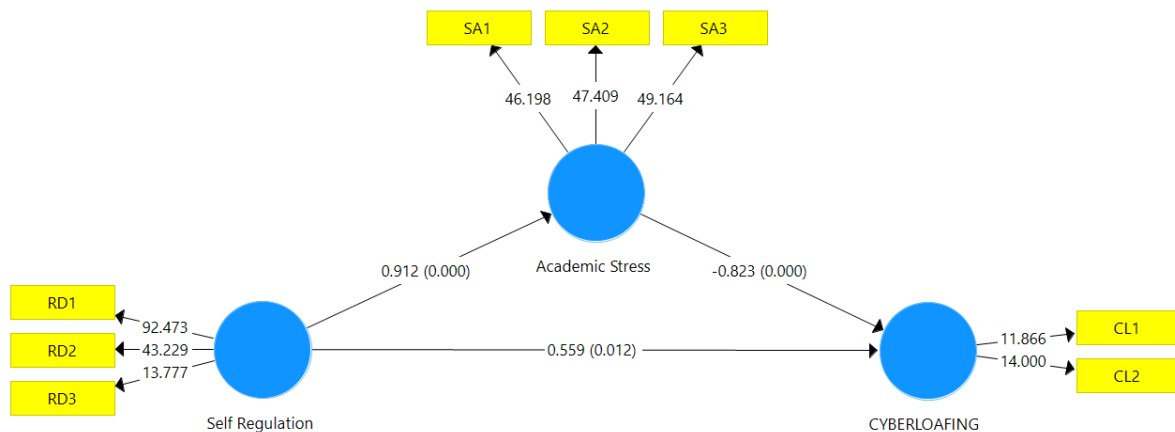 SA1 SA2 SA3
46.198 47.409 49.164
Academic Stress
0.912 (0.000) -0.823 (0.000)
RD1
92.473
RD2
43.229
RD3
13.777
Self Regulation
0.559 (0.012)
11.866
CL1
14.000
CL2
CYBERLOAFING